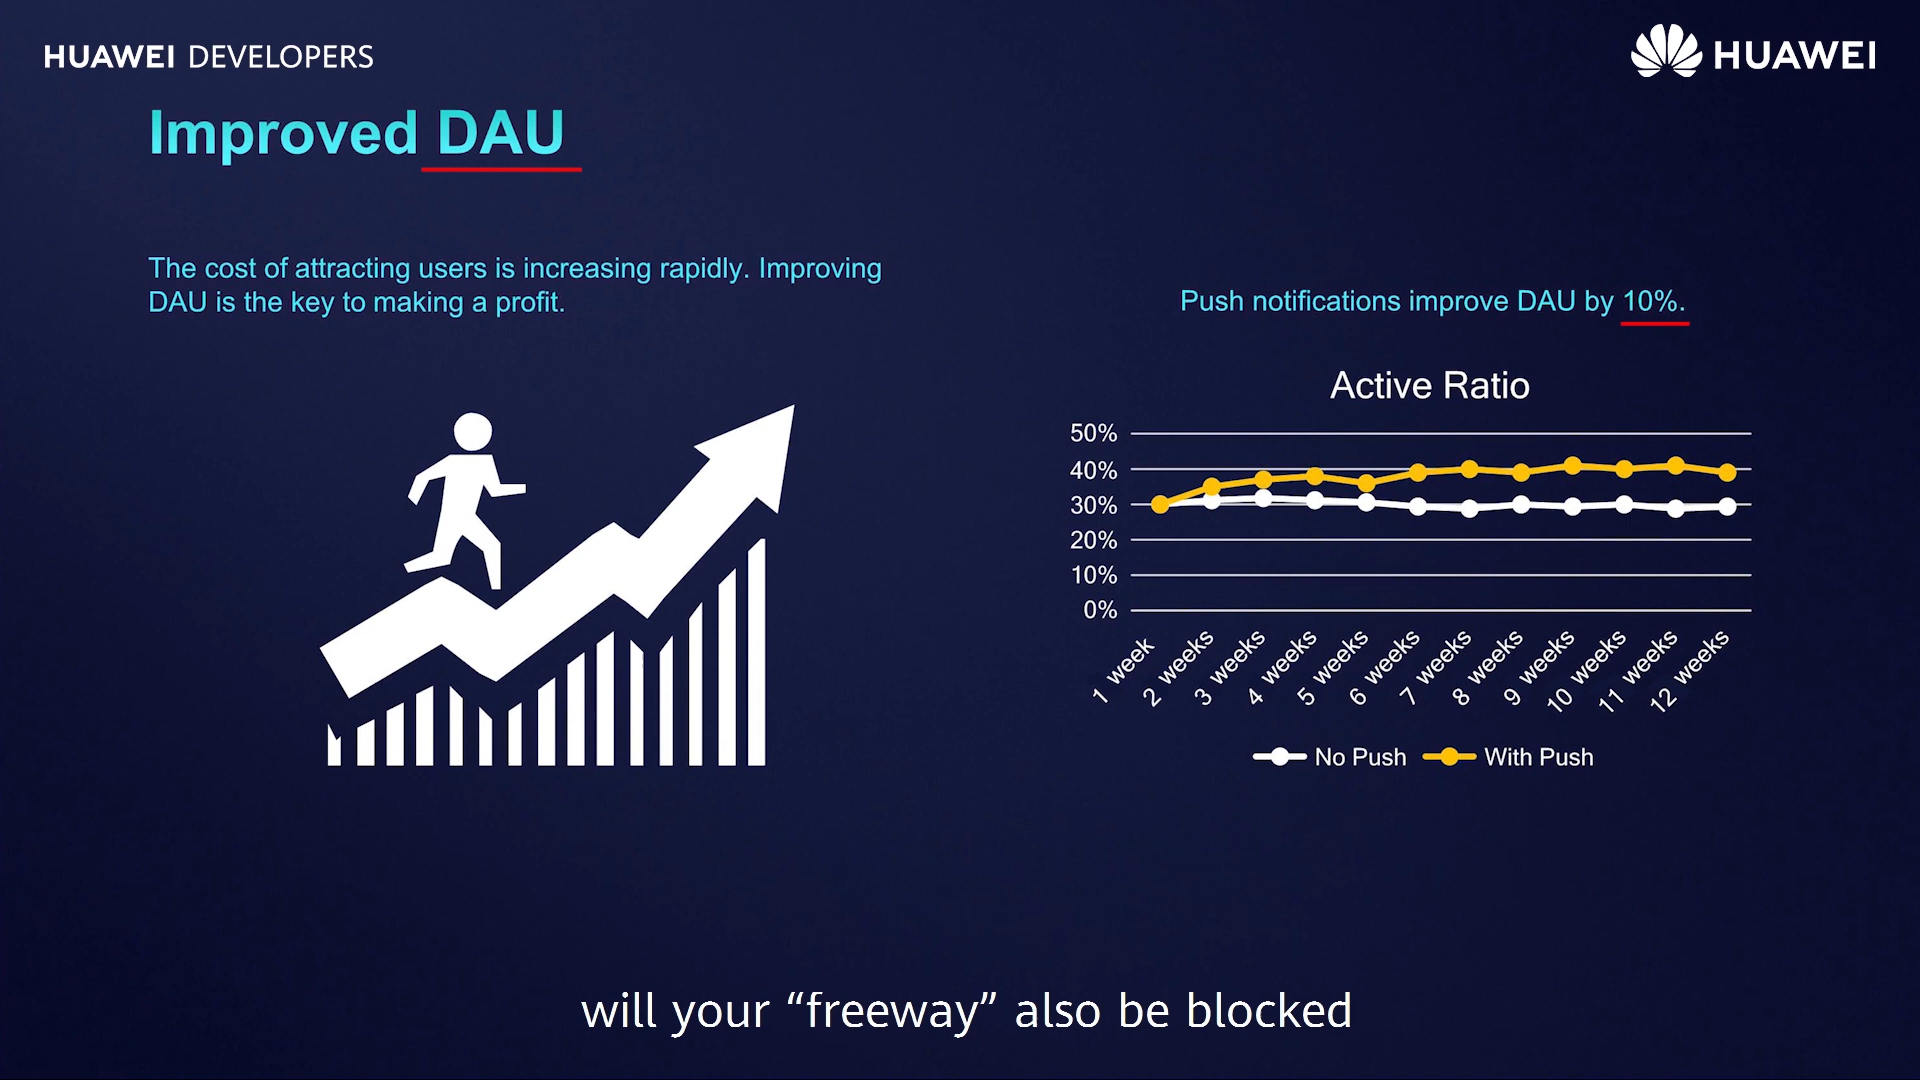 HUAWEI DEVELOPERS
HUAWEI
Improved DAU
The cost of attracting users is increasing rapidly. Improving
DAU is the key to making a profit.
Push notifications improve DAU by 10%.
Active Ratio
50%
40%
30%
20%
10%
0%
1 week
2 weeks
3 weeks
4 weeks
5 weeks
6 weeks
7 weeks
8 weeks
9 weeks
10 weeks
11 weeks
12 weeks
No Push
With Push
will your “freeway” also be blocked